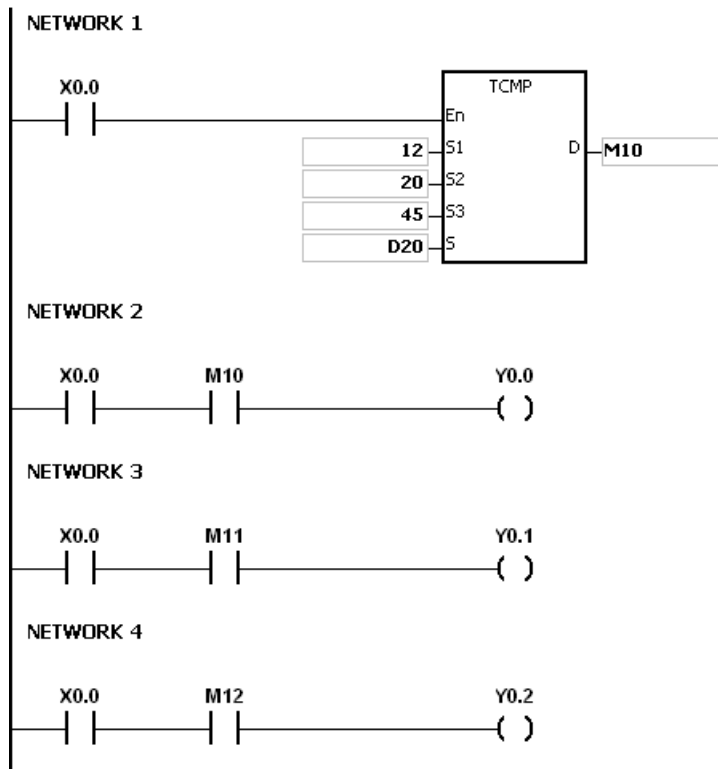 NETWORK 1
X0.0
TCMP
En
12 S1 D M10
20 S2
45 S3
D20 S
NETWORK 2
X0.0 M10 Y0.0
NETWORK 3
X0.0 M11 Y0.1
NETWORK 4
X0.0 M12 Y0.2